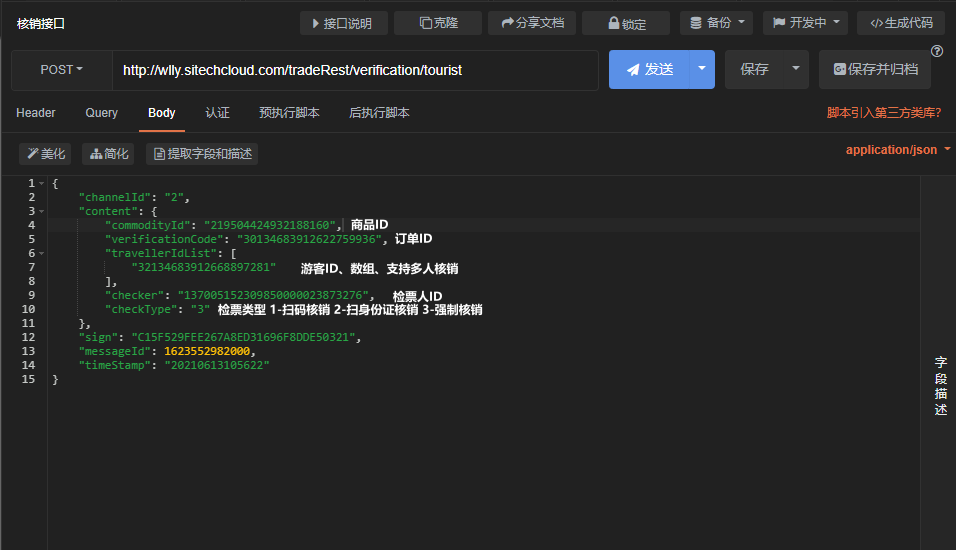 核销接口
接口说明
克隆
分享文档
锁定
备份
开发中
生成代码
POST
http://wlly.sitechcloud.com/tradeRest/verification/tourist
发送
保存
保存并归档
Header
Query
Body
认证
预执行脚本
后执行脚本
脚本引入第三方类库?
美化
简化
提取字段和描述
application/json
1 {
2 "channelId": "2",
3 "content": {
4 "commodityId": "219504424932188160", 商品ID
5 "verificationCode": "30134683912622759936", 订单ID
6 "travellerIdList": [
7 "32134683912668897281" 游客ID、数组、支持多人核销
8 ],
9 "checker": "137005152309850000023873276", 检票人ID
10 "checkType": "3" 检票类型 1-扫码核销 2-扫身份证核销 3-强制核销
11 },
12 "sign": "C15F529FEE267A8ED31696F8DDE50321",
13 "messageId": 1623552982000,
14 "timeStamp": "20210613105622"
15 }
字段描述